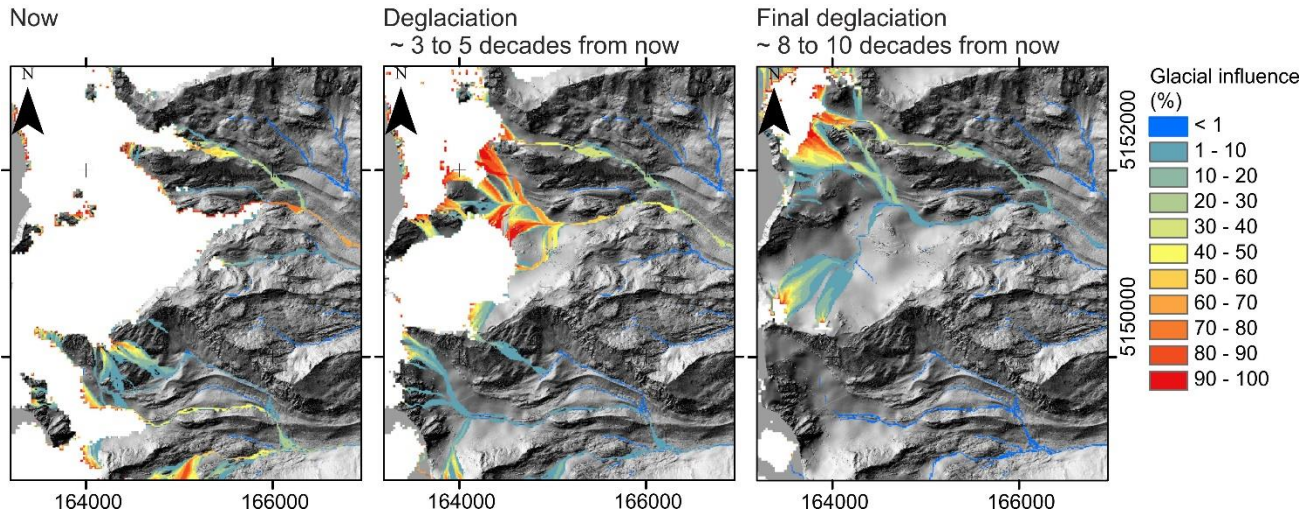 Now
Deglaciation
~ 3 to 5 decades from now
Final deglaciation
~ 8 to 10 decades from now
N
N
N
Glacial influence
(%)
< 1
1 - 10
10 - 20
20 - 30
30 - 40
40 - 50
50 - 60
60 - 70
70 - 80
80 - 90
90 - 100
5152000
5150000
164000
166000
164000
166000
164000
166000